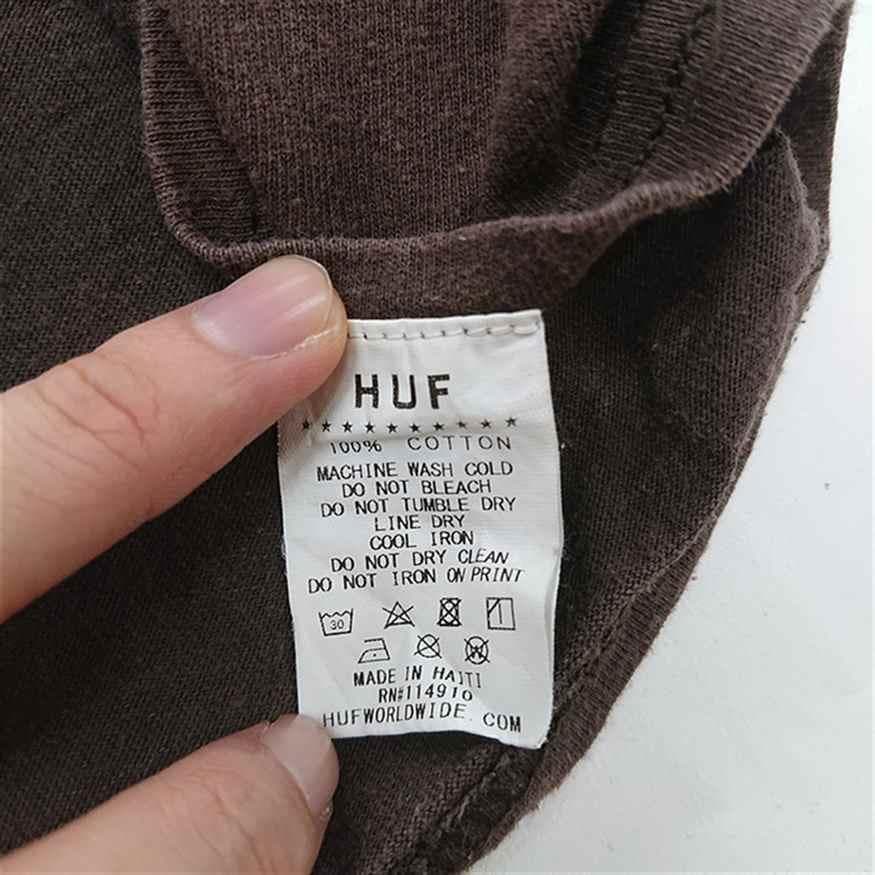 HUF
100% COTTON
MACHINE WASH COLD
DO NOT BLEACH
DO NOT TUMBLE DRY
LINE DRY
COOL IRON
DO NOT DRY CLEAN
DO NOT IRON ON PRINT
30
W
MADE IN HAITI
RN#114910
HUFWORLDWIDE.COM